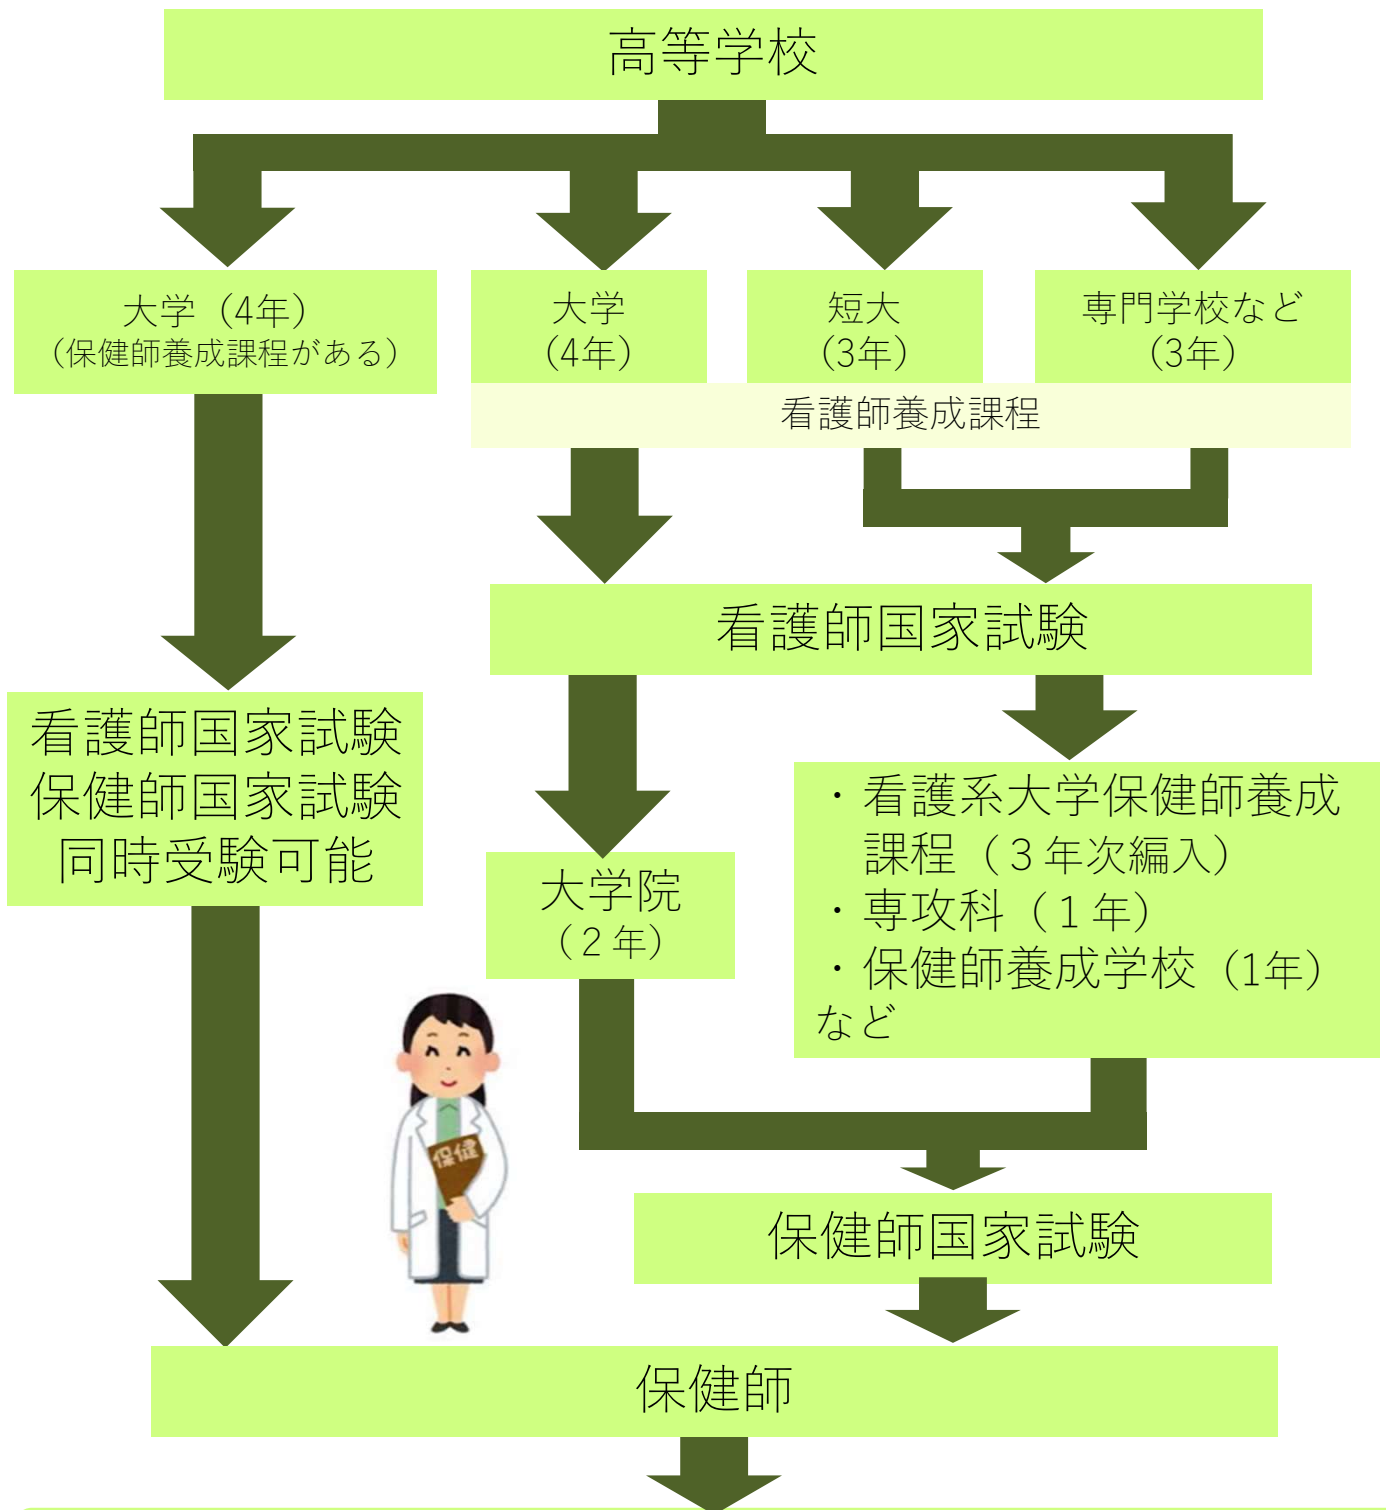 高等学校
大学（4年）
（保健師養成課程がある）
大学
（4年）
短大
（3年）
専門学校など
（3年）
看護師養成課程
看護師国家試験
看護師国家試験
保健師国家試験
同時受験可能
大学院
（２年）
・看護系大学保健師養成
課程（３年次編入）
・専攻科（１年）
・保健師養成学校（1年）
など
保健
保健師国家試験
保健師